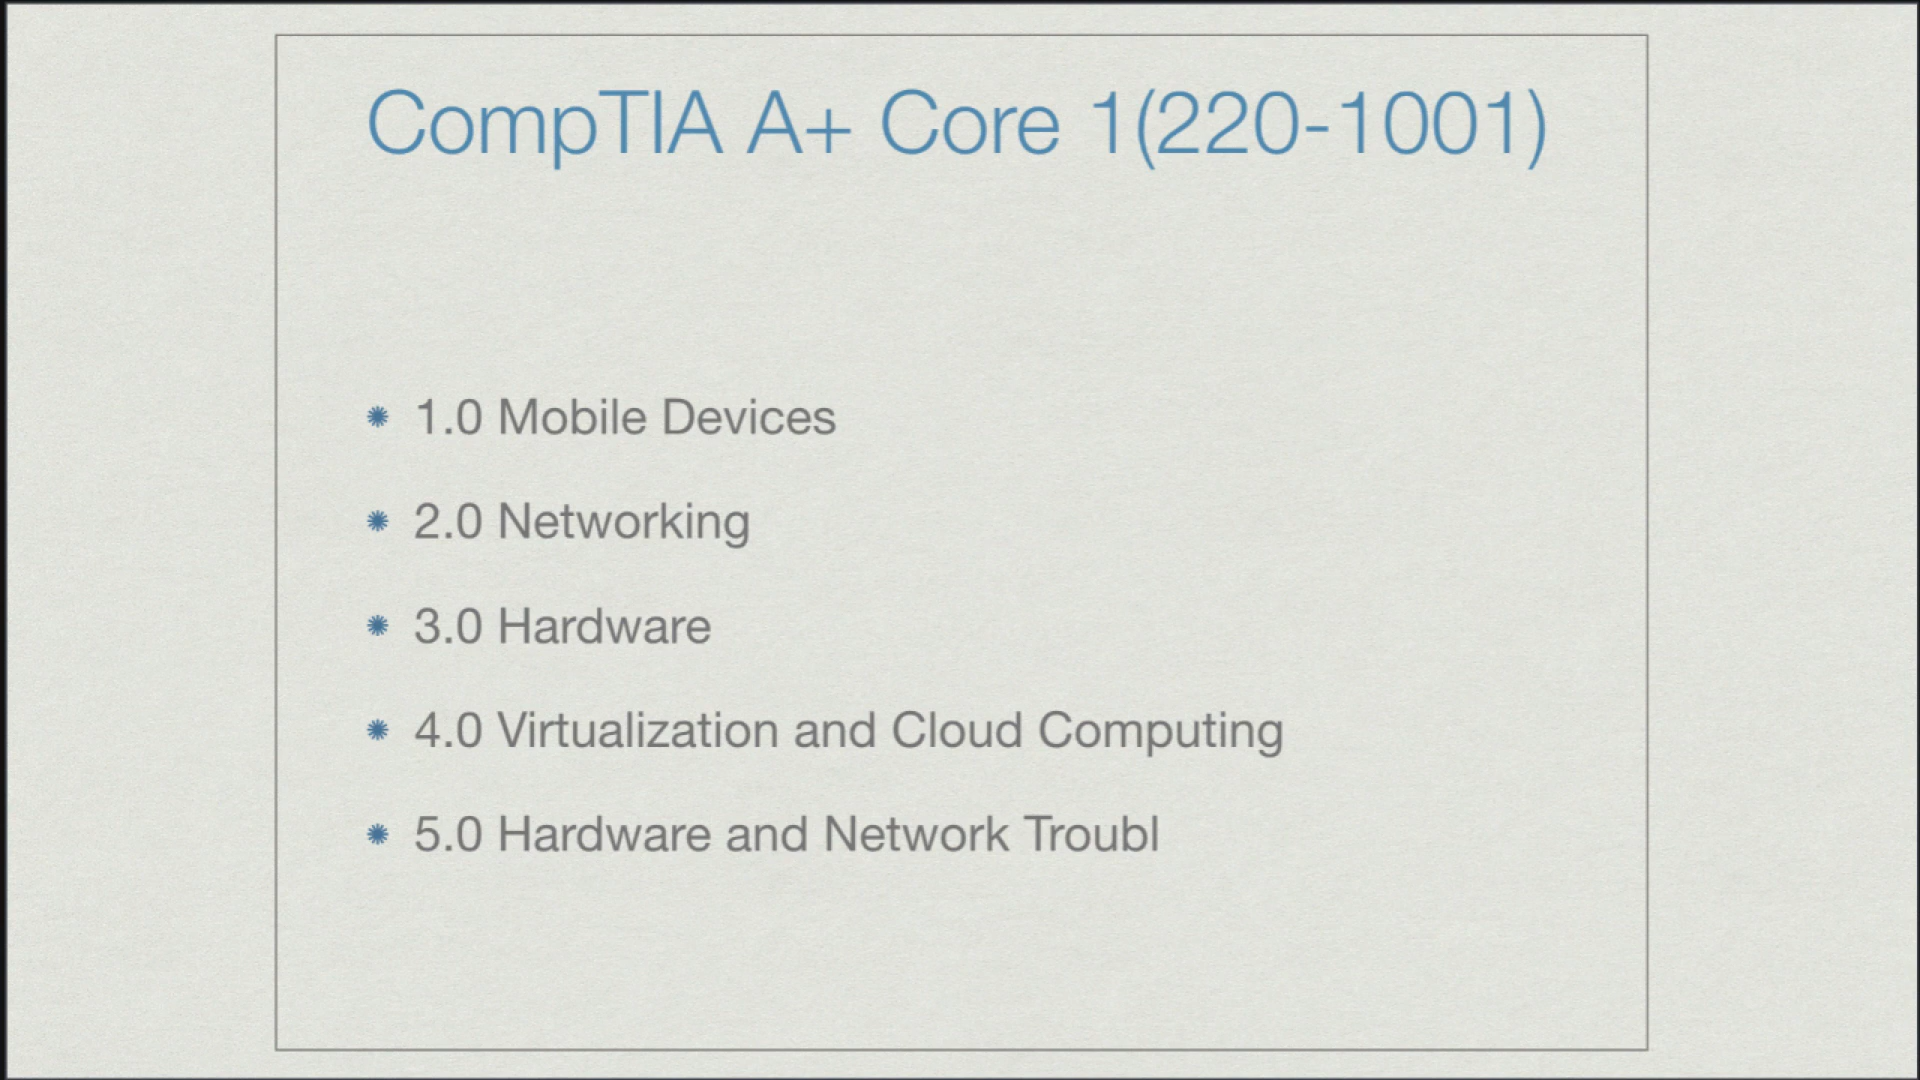 CompTIA A+ Core 1(220-1001)
1.0 Mobile Devices
2.0 Networking
3.0 Hardware
4.0 Virtualization and Cloud Computing
5.0 Hardware and Network Troubl